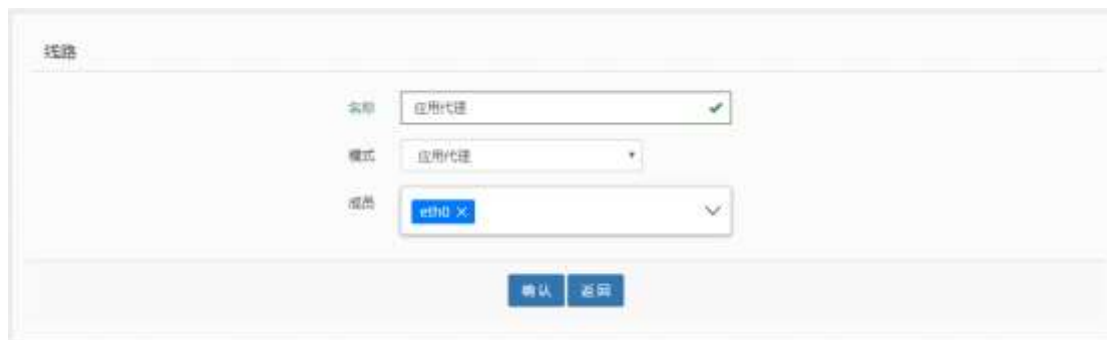 线路
名称 应用代理
模式 应用代理
成员 eth0
确认 返回